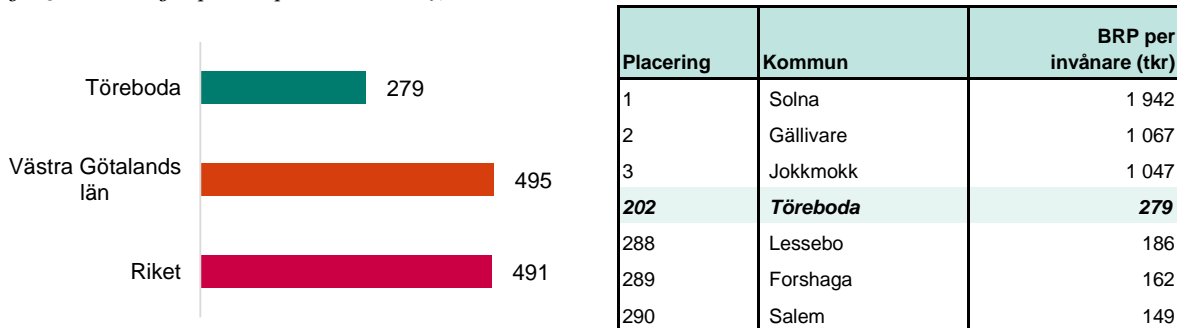 Töreboda
279
Västra Götalands
län
495
Riket
491
Placering Kommun BRP per
invånare (tkr)
1 Solna 1 942
2 Gällivare 1 067
3 Jokkmokk 1 047
202 Töreboda 279
288 Lessebo 186
289 Forshaga 162
290 Salem 149